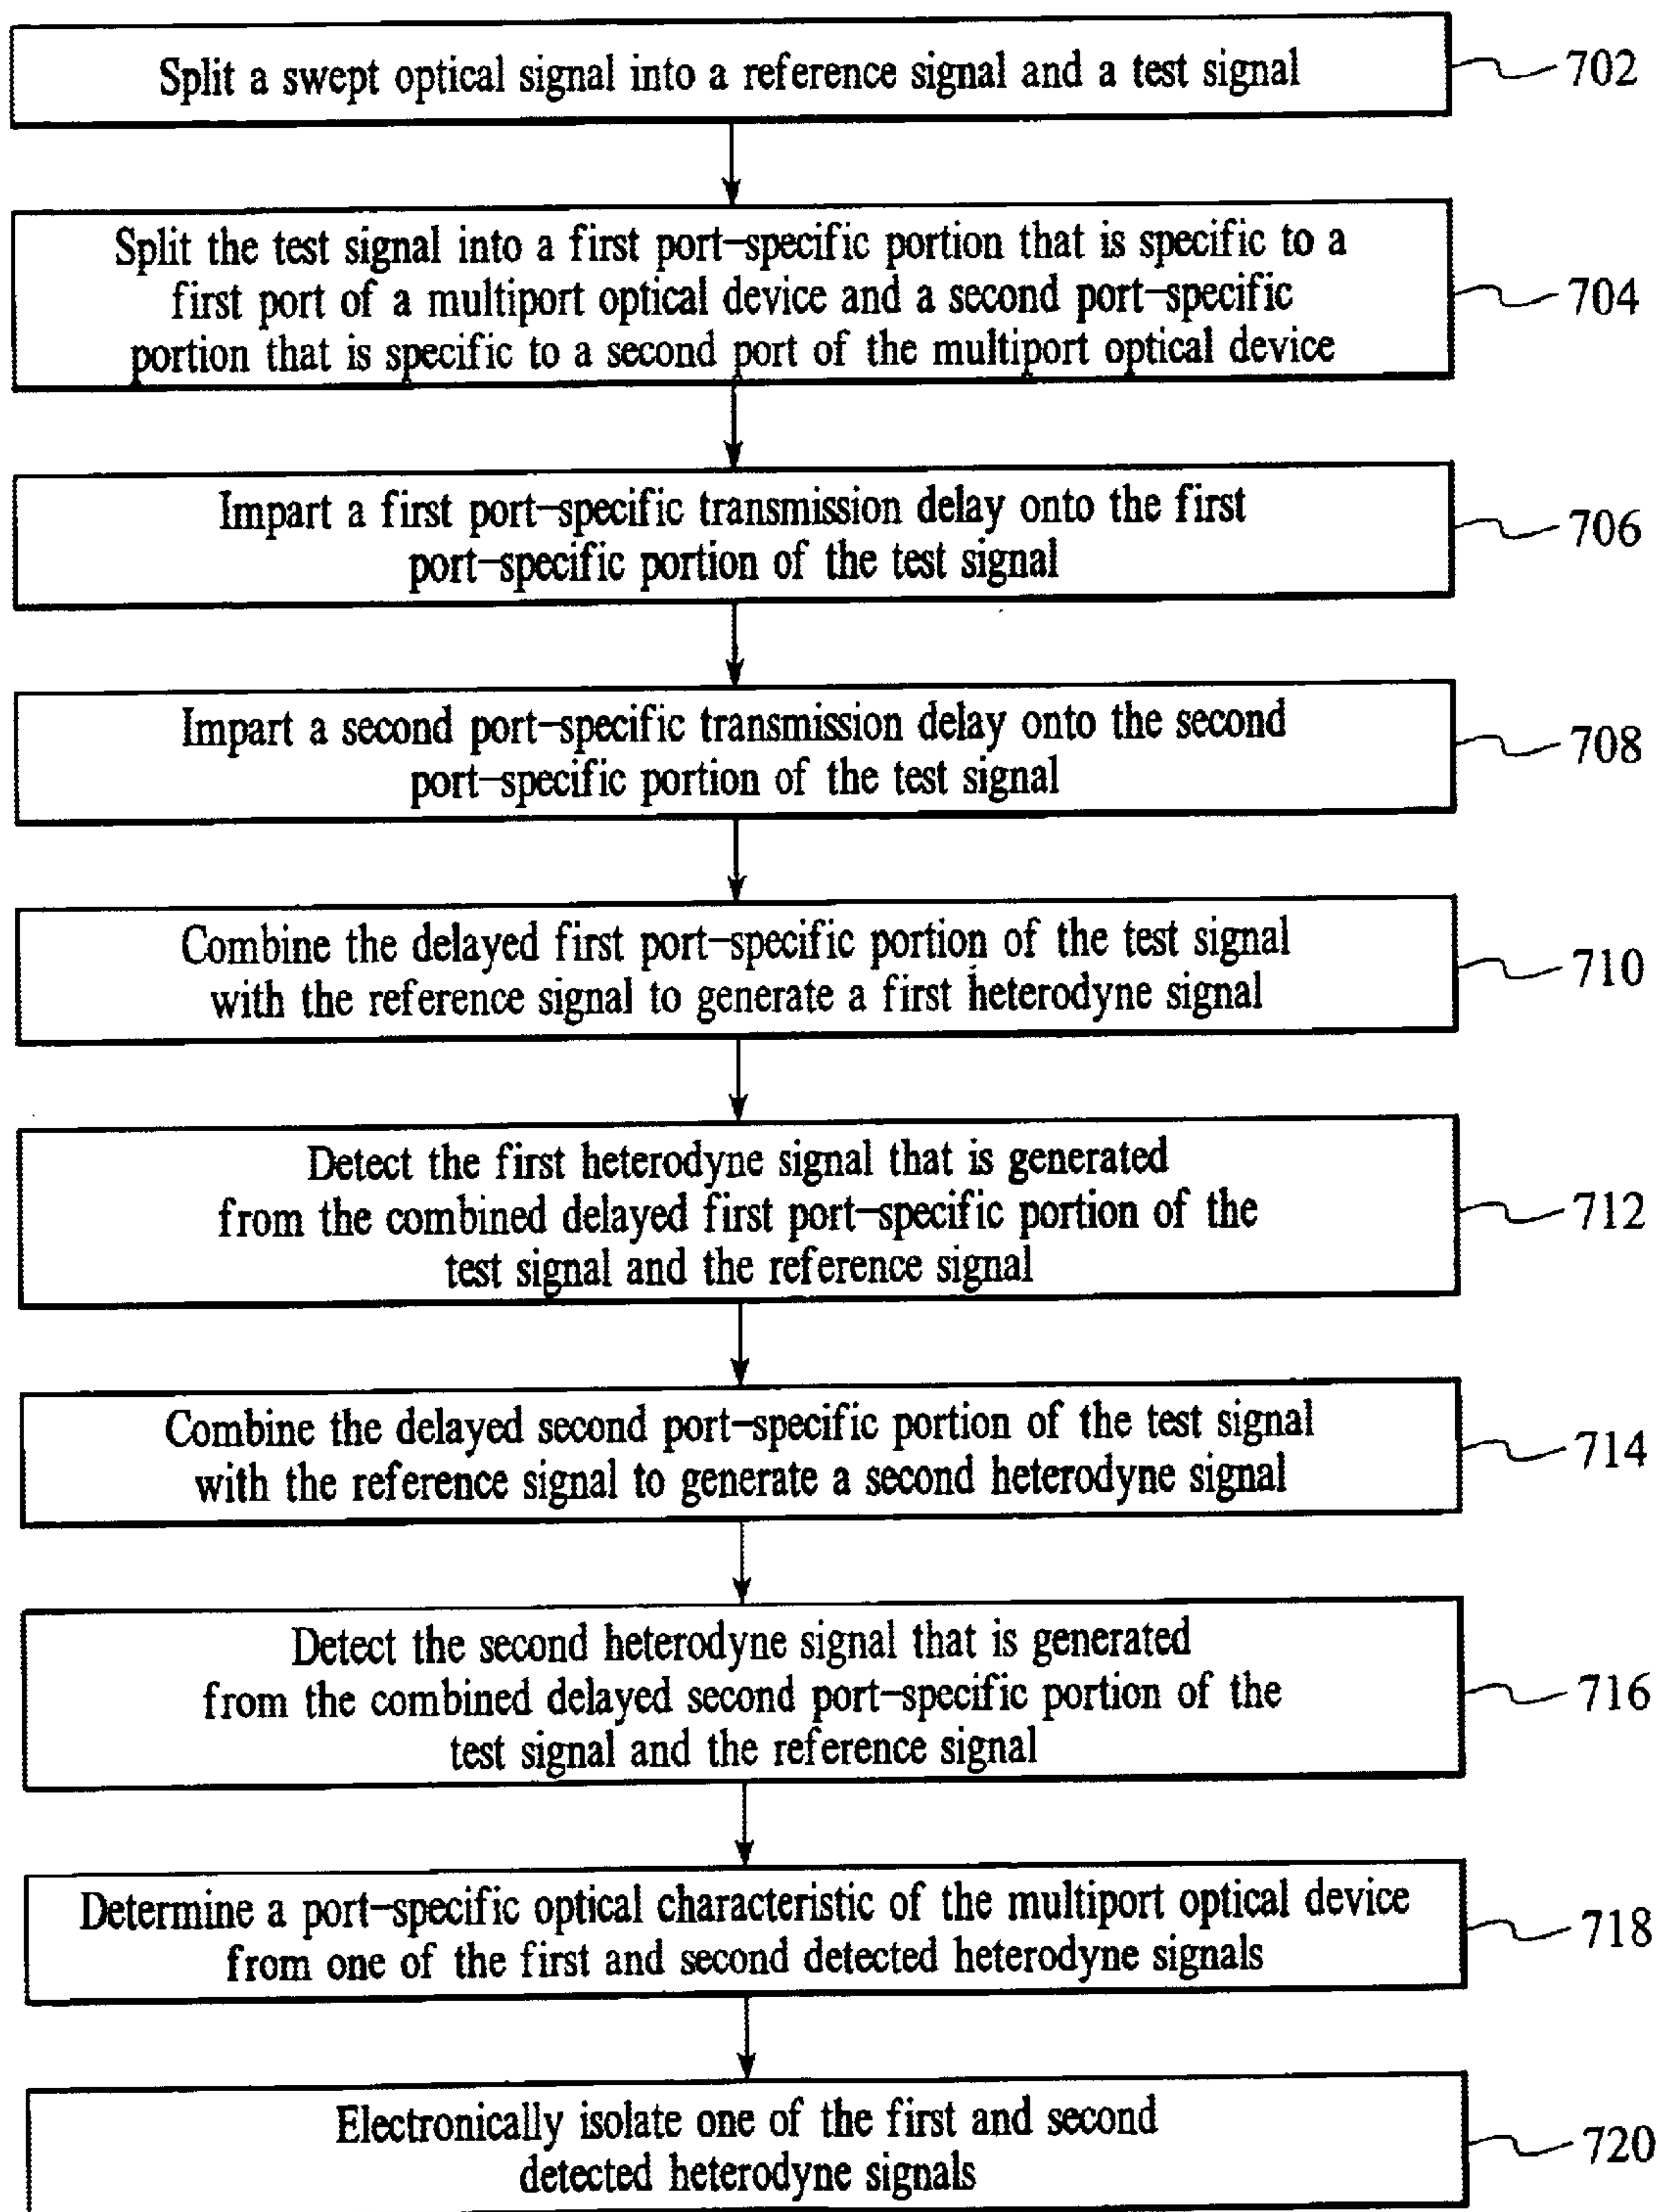 Split a swept optical signal into a reference signal and a test signal
702
Split the test signal into a first port-specific portion that is specific to a
first port of a multiport optical device and a second port-specific
portion that is specific to a second port of the multiport optical device
704
Impart a first port-specific transmission delay onto the first
port-specific portion of the test signal
706
Impart a second port-specific transmission delay onto the second
port-specific portion of the test signal
708
Combine the delayed first port-specific portion of the test signal
with the reference signal to generate a first heterodyne signal
710
Detect the first heterodyne signal that is generated
from the combined delayed first port-specific portion of the
test signal and the reference signal
712
Combine the delayed second port-specific portion of the test signal
with the reference signal to generate a second heterodyne signal
714
Detect the second heterodyne signal that is generated
from the combined delayed second port-specific portion of the
test signal and the reference signal
716
Determine a port-specific optical characteristic of the multiport optical device
from one of the first and second detected heterodyne signals
718
Electronically isolate one of the first and second
detected heterodyne signals
720